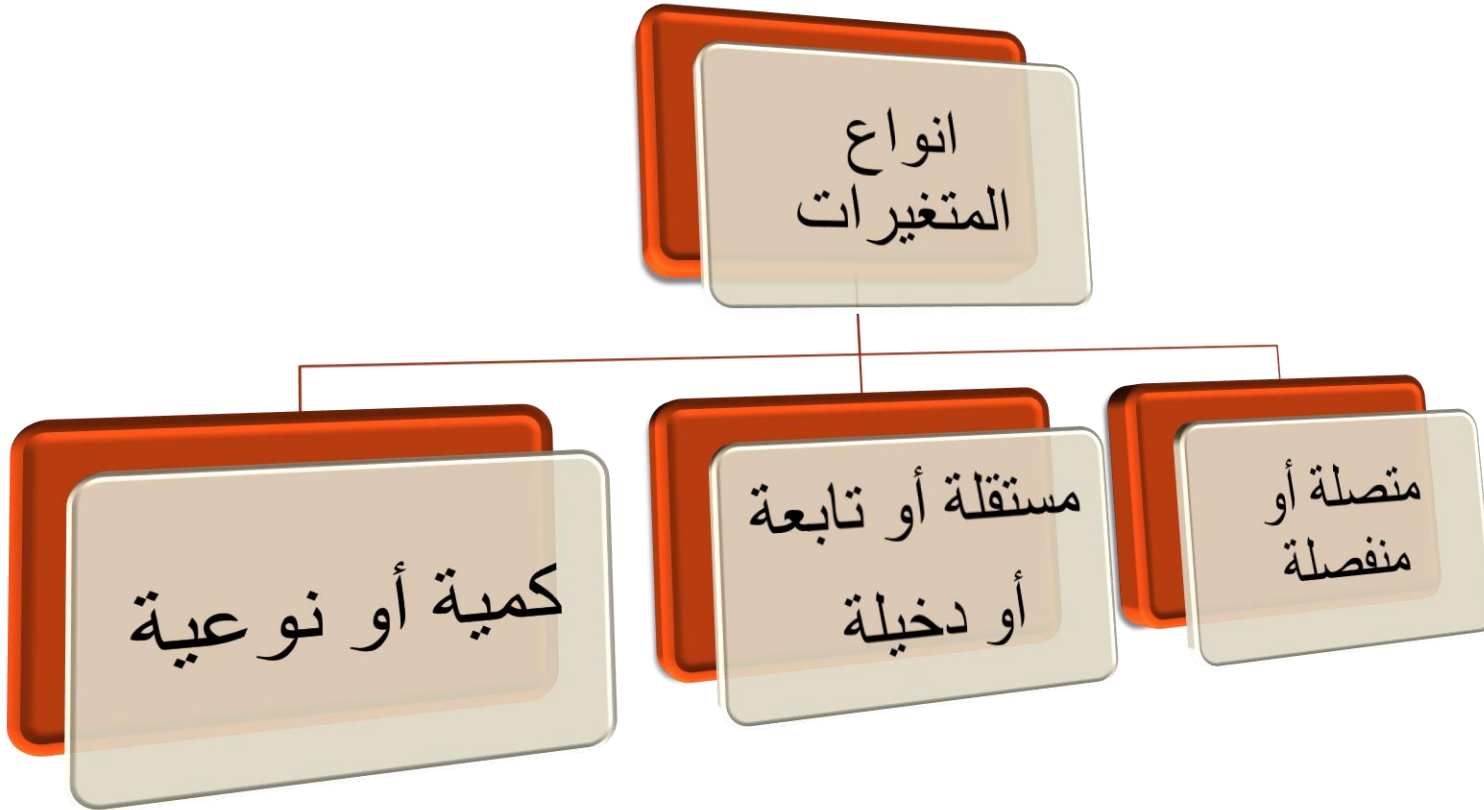 انواع
المتغيرات
متصلة أو
منفصلة
مستقلة أو تابعة
أو دخيلة
كمية أو نوعية